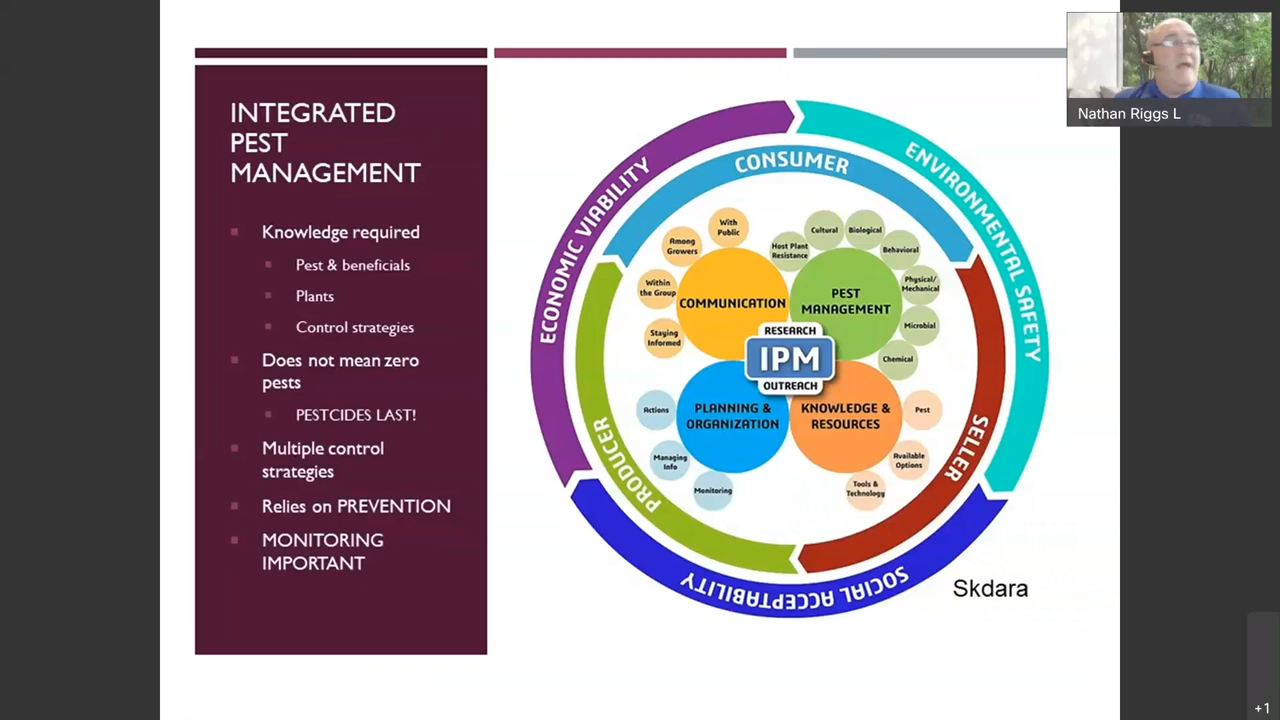 INTEGRATED
PEST
MANAGEMENT
Knowledge required
Pest & beneficials
Plants
Control strategies
Does not mean zero
pests
PESTCIDES LAST!
Multiple control
strategies
Relies on PREVENTION
MONITORING
IMPORTANT
ECONOMIC VIABILITY
ENVIRONMENTAL SAFETY
SOCIAL ACCEPTABILITY
CONSUMER
SELLER
PRODUCER
COMMUNICATION
With
Public
Among
Growers
Within
the Group
Staying
Informed
PEST
MANAGEMENT
Host Plant
Resistance
Cultural
Biological
Behavioral
Physical/
Mechanical
Microbial
Chemical
RESEARCH
IPM
OUTREACH
PLANNING &
ORGANIZATION
Actions
Managing
Info
Monitoring
KNOWLEDGE &
RESOURCES
Pest
Available
Options
Tools &
Technology
Skdara
Nathan Riggs L
+1